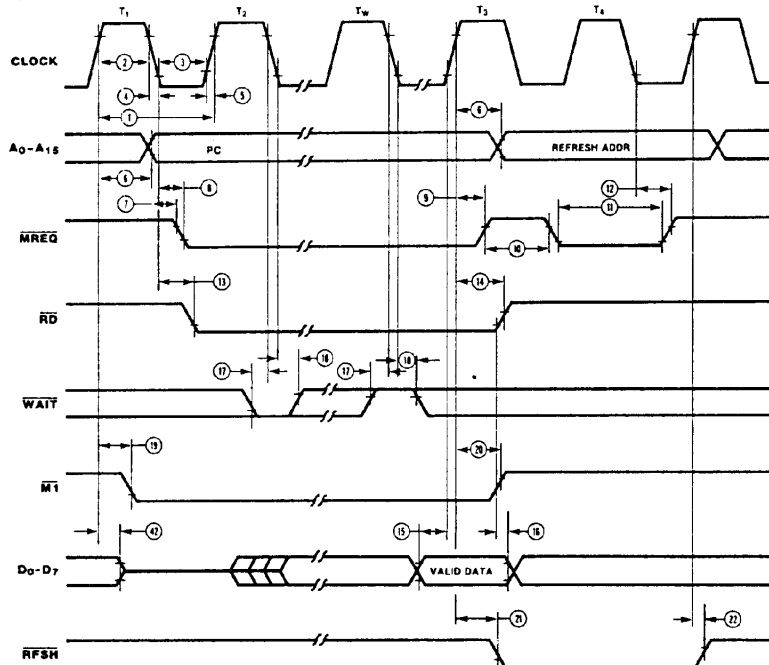 T1 T2 TW T3 T4
CLOCK
2 3
4 5 6
1
A0-A15 PC REFRESH ADDR
6 8 12
7 9 11
MREQ
10
13 14
RD
17 18 17 18
WAIT
19 20
M1
42 15 16
D0-D7 VALID DATA
21 22
RFSH